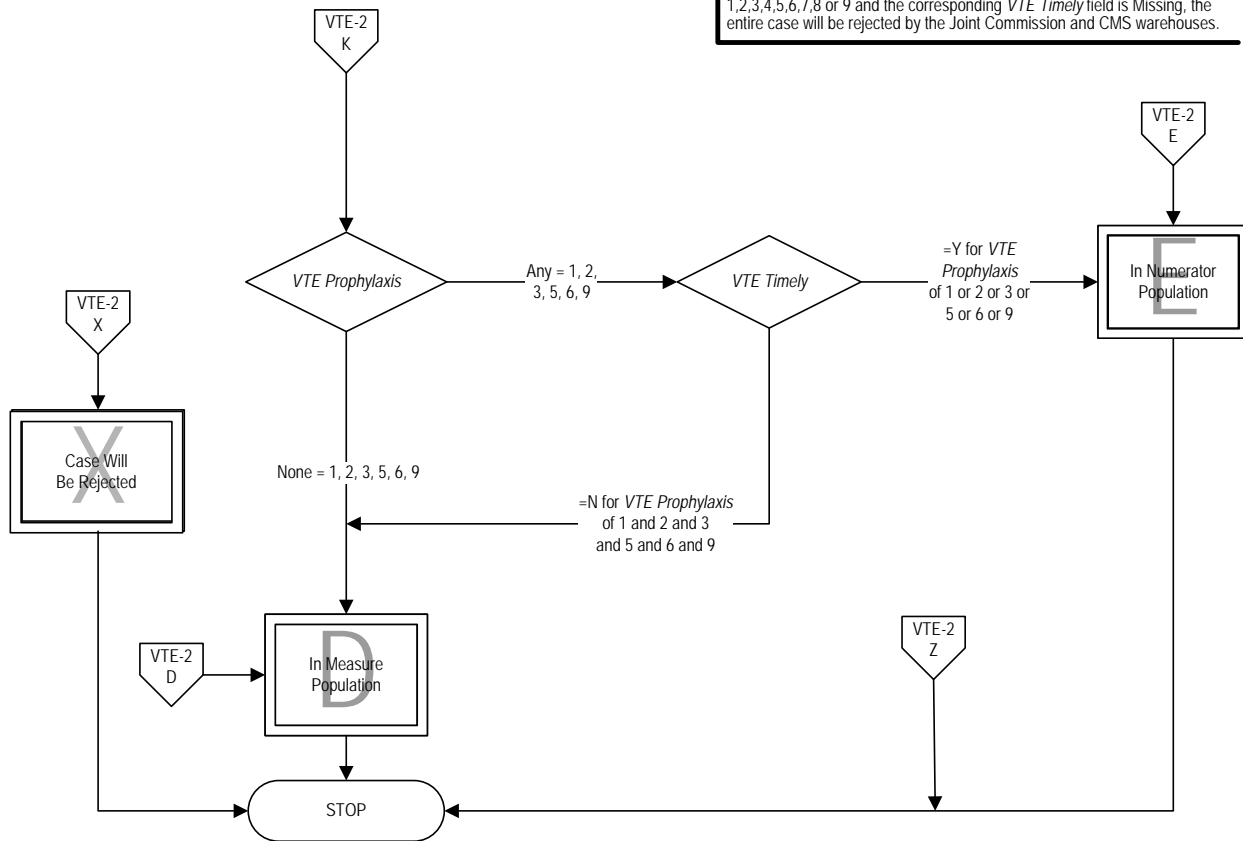 1,2,3,4,5,6,7,8 or 9 and the corresponding VTE Timely field is Missing, the
entire case will be rejected by the Joint Commission and CMS warehouses.
VTE-2
K
VTE-2
E
VTE Prophylaxis
Any = 1, 2,
3, 5, 6, 9
VTE Timely
=Y for VTE
Prophylaxis
of 1 or 2 or 3 or
5 or 6 or 9
E
In Numerator
Population
VTE-2
X
X
Case Will
Be Rejected
None = 1, 2, 3, 5, 6, 9
=N for VTE Prophylaxis
of 1 and 2 and 3
and 5 and 6 and 9
VTE-2
D
D
In Measure
Population
VTE-2
Z
STOP